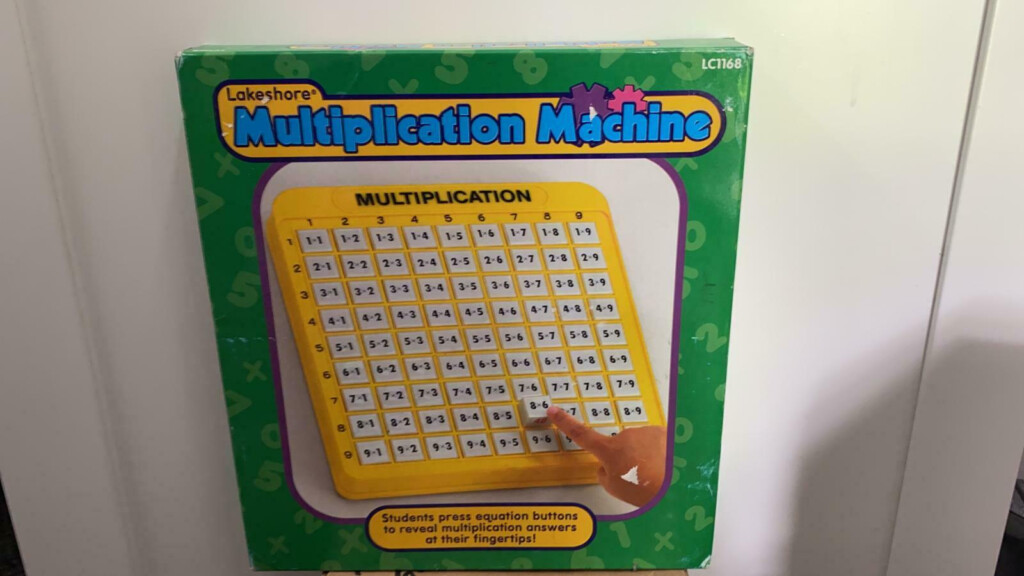 LC1168
Lakeshore®
Multiplication Machine
MULTIPLICATION
1 2 3 4 5 6 7 8 9
1 1×1 1×2 1×3 1×4 1×5 1×6 1×7 1×8 1×9
2 2×1 2×2 2×3 2×4 2×5 2×6 2×7 2×8 2×9
3 3×1 3×2 3×3 3×4 3×5 3×6 3×7 3×8 3×9
4 4×1 4×2 4×3 4×4 4×5 4×6 4×7 4×8 4×9
5 5×1 5×2 5×3 5×4 5×5 5×6 5×7 5×8 5×9
6 6×1 6×2 6×3 6×4 6×5 6×6 6×7 6×8 6×9
7 7×1 7×2 7×3 7×4 7×5 7×6 7×7 7×8 7×9
8 8×1 8×2 8×3 8×4 8×5 8×6 8×8 8×9
9 9×1 9×2 9×3 9×4 9×5 9×6
Students press equation buttons
to reveal multiplication answers
at their fingertips!